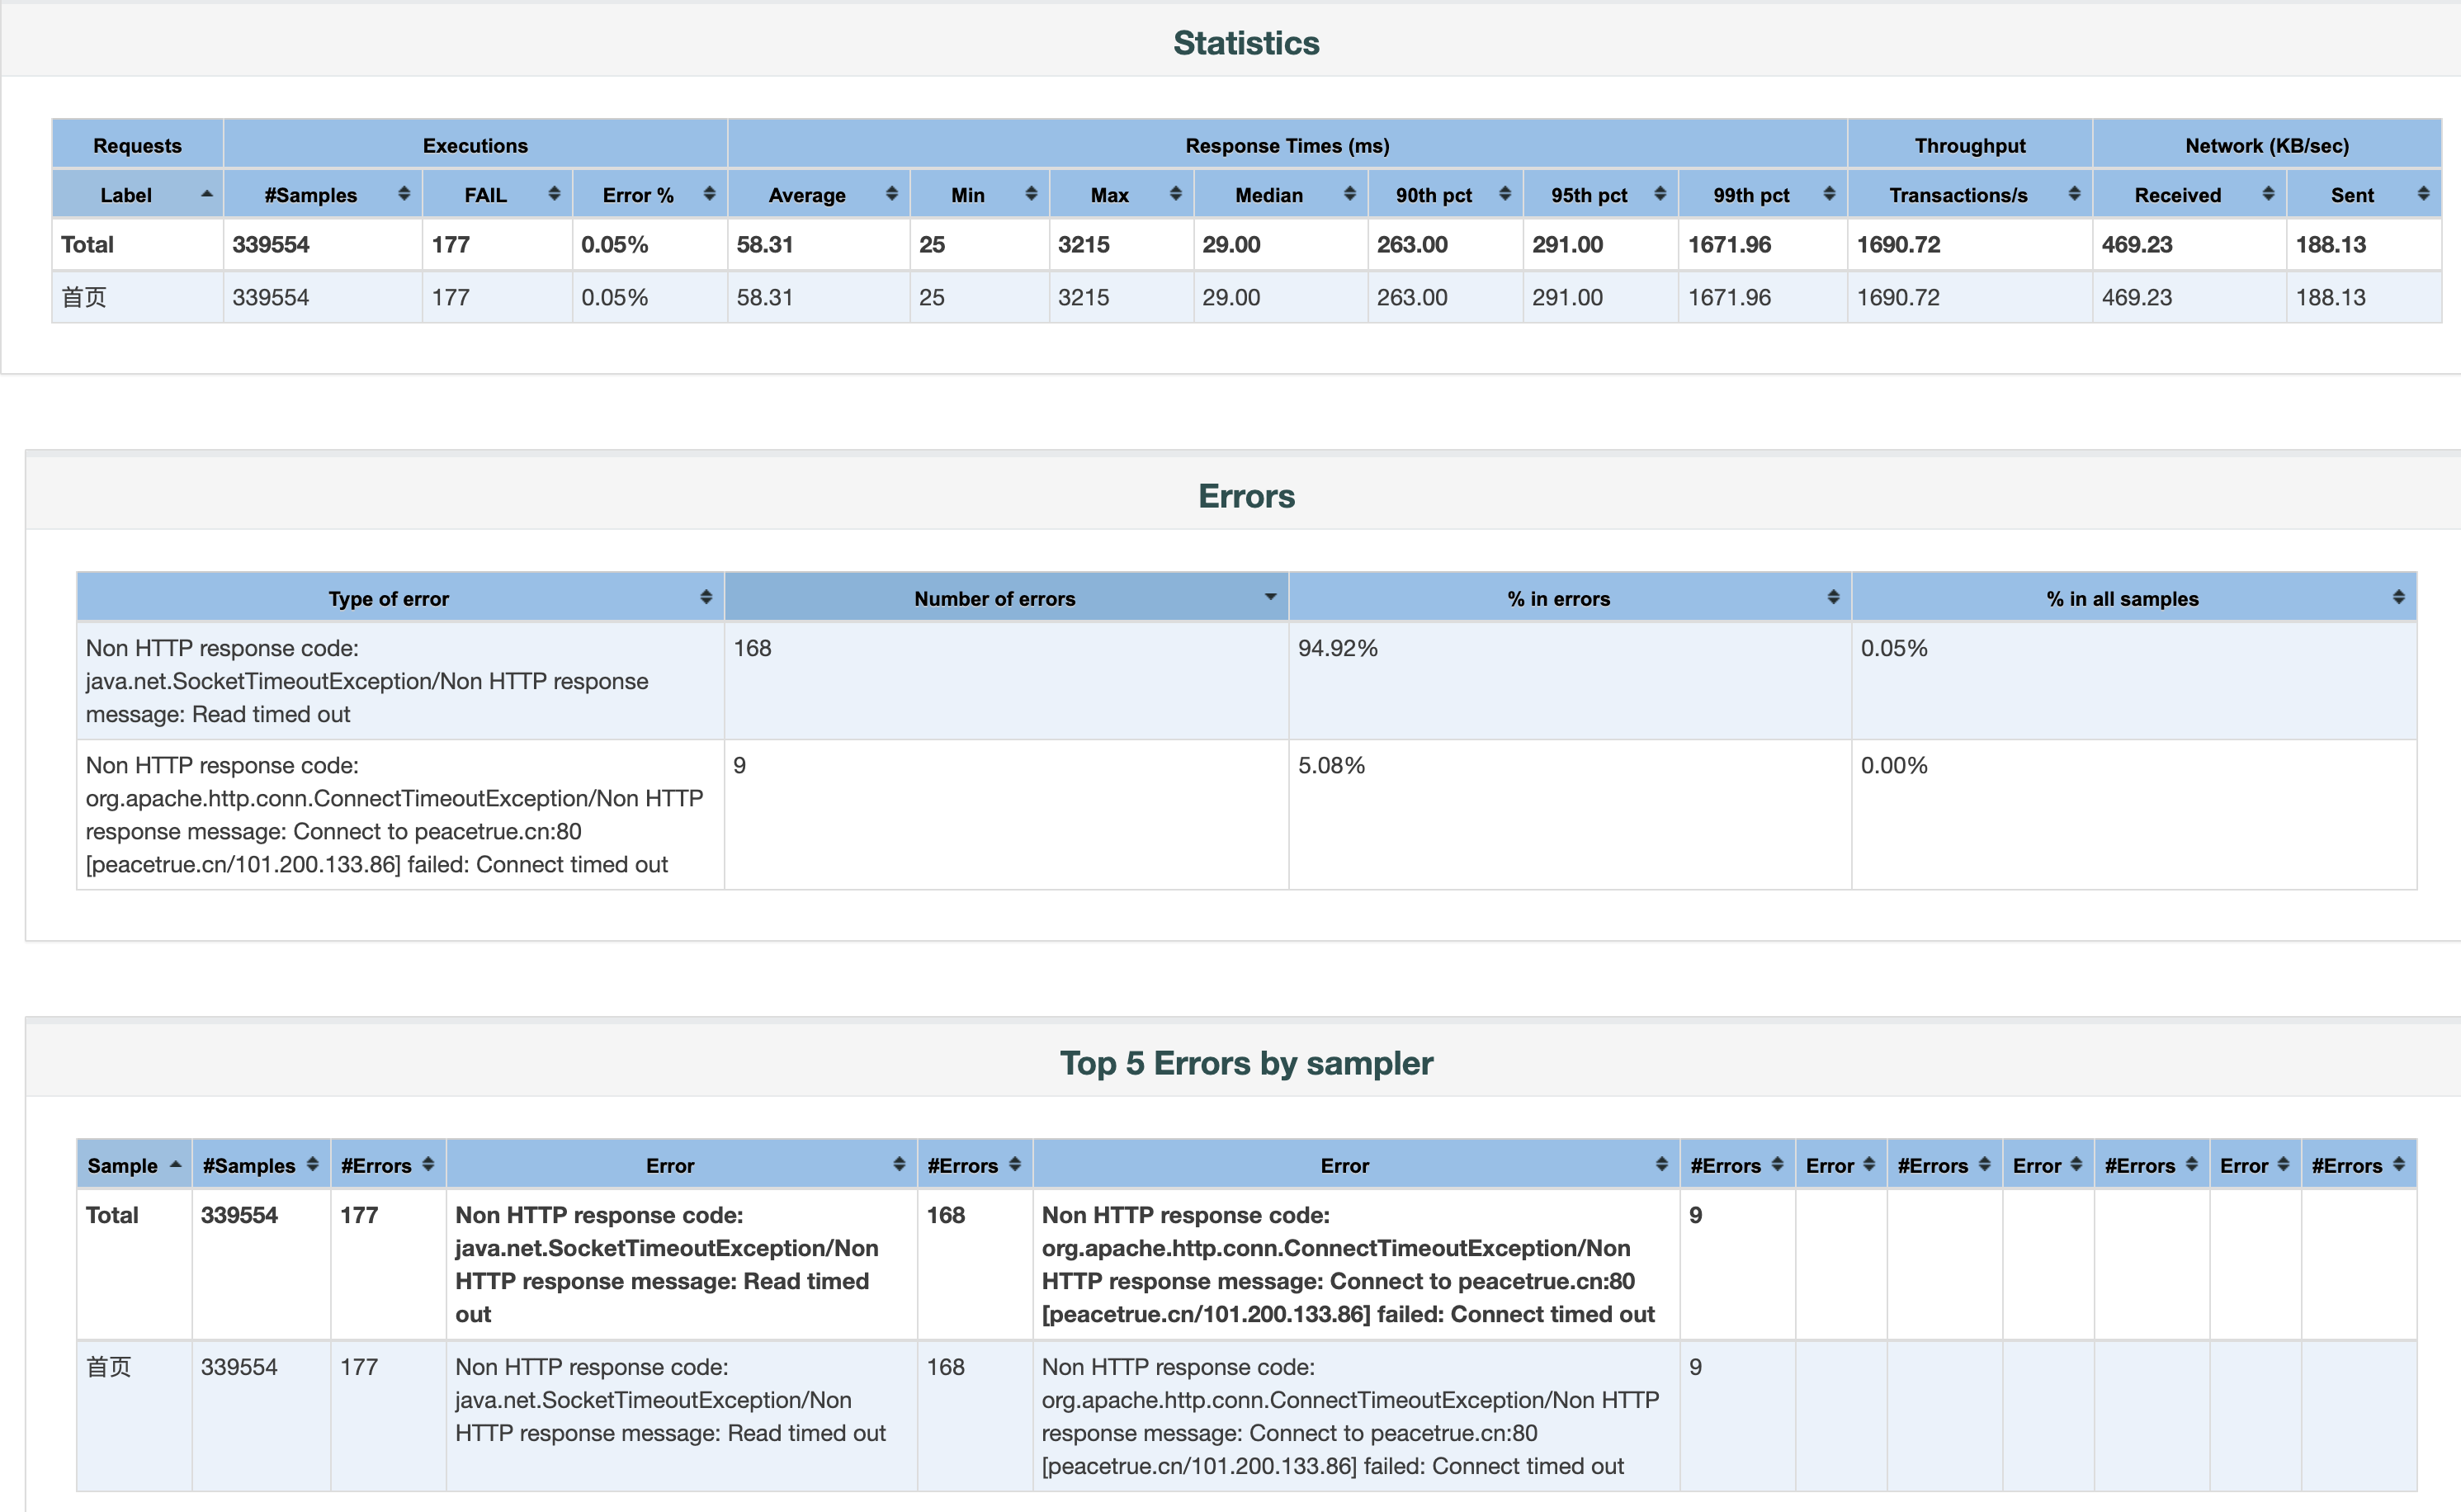 Statistics
Requests Executions Response Times (ms) Throughput Network (KB/sec)
Label #Samples FAIL Error % Average Min Max Median 90th pct 95th pct 99th pct Transactions/s Received Sent
Total 339554 177 0.05% 58.31 25 3215 29.00 263.00 291.00 1671.96 1690.72 469.23 188.13
首页 339554 177 0.05% 58.31 25 3215 29.00 263.00 291.00 1671.96 1690.72 469.23 188.13
Errors
Type of error Number of errors % in errors % in all samples
Non HTTP response code: 168 94.92% 0.05%
java.net.SocketTimeoutException/Non HTTP response
message: Read timed out
Non HTTP response code: 9 5.08% 0.00%
org.apache.http.conn.ConnectTimeoutException/Non HTTP
response message: Connect to peacetrue.cn:80
[peacetrue.cn/101.200.133.86] failed: Connect timed out
Top 5 Errors by sampler
Sample #Samples #Errors Error #Errors Error #Errors Error #Errors Error #Errors Error #Errors
Total 339554 177 Non HTTP response code: 168 Non HTTP response code: 9
java.net.SocketTimeoutException/Non org.apache.http.conn.ConnectTimeoutException/Non
HTTP response message: Read timed HTTP response message: Connect to peacetrue.cn:80
out [peacetrue.cn/101.200.133.86] failed: Connect timed out
首页 339554 177 Non HTTP response code: 168 Non HTTP response code: 9
java.net.SocketTimeoutException/Non org.apache.http.conn.ConnectTimeoutException/Non HTTP
HTTP response message: Read timed out response message: Connect to peacetrue.cn:80
[peacetrue.cn/101.200.133.86] failed: Connect timed out